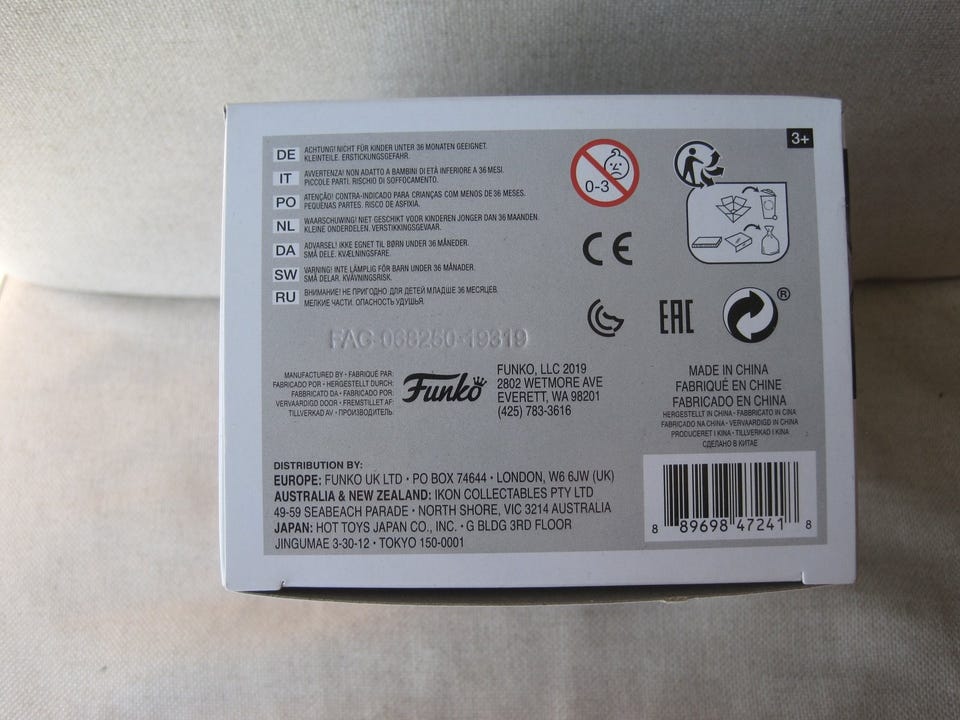 3+
DE ACHTUNG! NICHT FÜR KINDER UNTER 36 MONATEN GEEIGNET.
KLEINTEILE. ERSTICKUNGSGEFAHR.
IT AVVERTENZA! NON ADATTO A BAMBINI DI ETÀ INFERIORE A 36 MESI.
PICCOLE PARTI. RISCHIO DI SOFFOCAMENTO.
PO ATENÇÃO! CONTRA-INDICADO PARA CRIANÇAS COM MENOS DE 36 MESES.
PEQUENAS PARTES. RISCO DE ASFIXIA.
NL WAARSCHUWING! NIET GESCHIKT VOOR KINDEREN JONGER DAN 36 MAANDEN.
KLEINE ONDERDELEN. VERSTIKKINGSGEVAAR.
DA ADVARSEL! IKKE EGNET TIL BØRN UNDER 36 MÅNEDER.
SMÅ DELE. KVÆLNINGSFARE.
SW VARNING! INTE LÄMPLIG FÖR BARN UNDER 36 MÅNADER.
SMÅ DELAR. KVÄVNINGSRISK.
RU ВНИМАНИЕ! НЕ ПРИГОДНО ДЛЯ ДЕТЕЙ МЛАДШЕ 36 МЕСЯЦЕВ.
МЕЛКИЕ ЧАСТИ. ОПАСНОСТЬ УДУШЬЯ.
0-3
CE
EAC
®
FAC-068250-19319
MANUFACTURED BY • FABRIQUÉ PAR:
FABRICADO POR • HERGESTELLT DURCH:
FABBRICATO DA • FABRICADO POR:
VERVAARDIGD DOOR • FREMSTILLET AF:
TILLVERKAD AV • ПРОИЗВОДИТЕЛЬ:
Funko
FUNKO, LLC 2019
2802 WETMORE AVE
EVERETT, WA 98201
(425) 783-3616
MADE IN CHINA
FABRIQUÉ EN CHINE
FABRICADO EN CHINA
HERGESTELLT IN CHINA • FABBRICATO IN CINA
FABRICADO NA CHINA • VERVAARDIGD IN CHINA
PRODUCERET I KINA • TILLVERKAD I KINA
СДЕЛАНО В КИТАЕ
DISTRIBUTION BY:
EUROPE: FUNKO UK LTD • PO BOX 74644 • LONDON, W6 6JW (UK)
AUSTRALIA & NEW ZEALAND: IKON COLLECTABLES PTY LTD
49-59 SEABEACH PARADE • NORTH SHORE, VIC 3214 AUSTRALIA
JAPAN: HOT TOYS JAPAN CO., INC. • G BLDG 3RD FLOOR
JINGUMAE 3-30-12 • TOKYO 150-0001
8 89698 47241 8